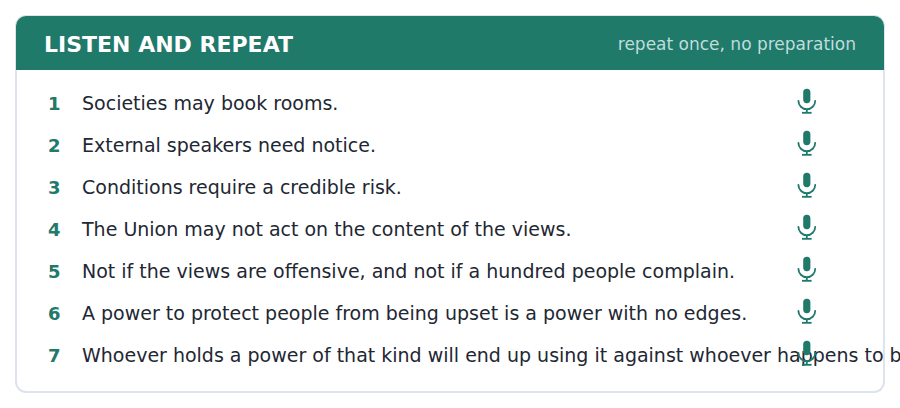 LISTEN AND REPEAT repeat once, no preparation
1 Societies may book rooms.
2 External speakers need notice.
3 Conditions require a credible risk.
4 The Union may not act on the content of the views.
5 Not if the views are offensive, and not if a hundred people complain.
6 A power to protect people from being upset is a power with no edges.
7 Whoever holds a power of that kind will end up using it against whoever happens to